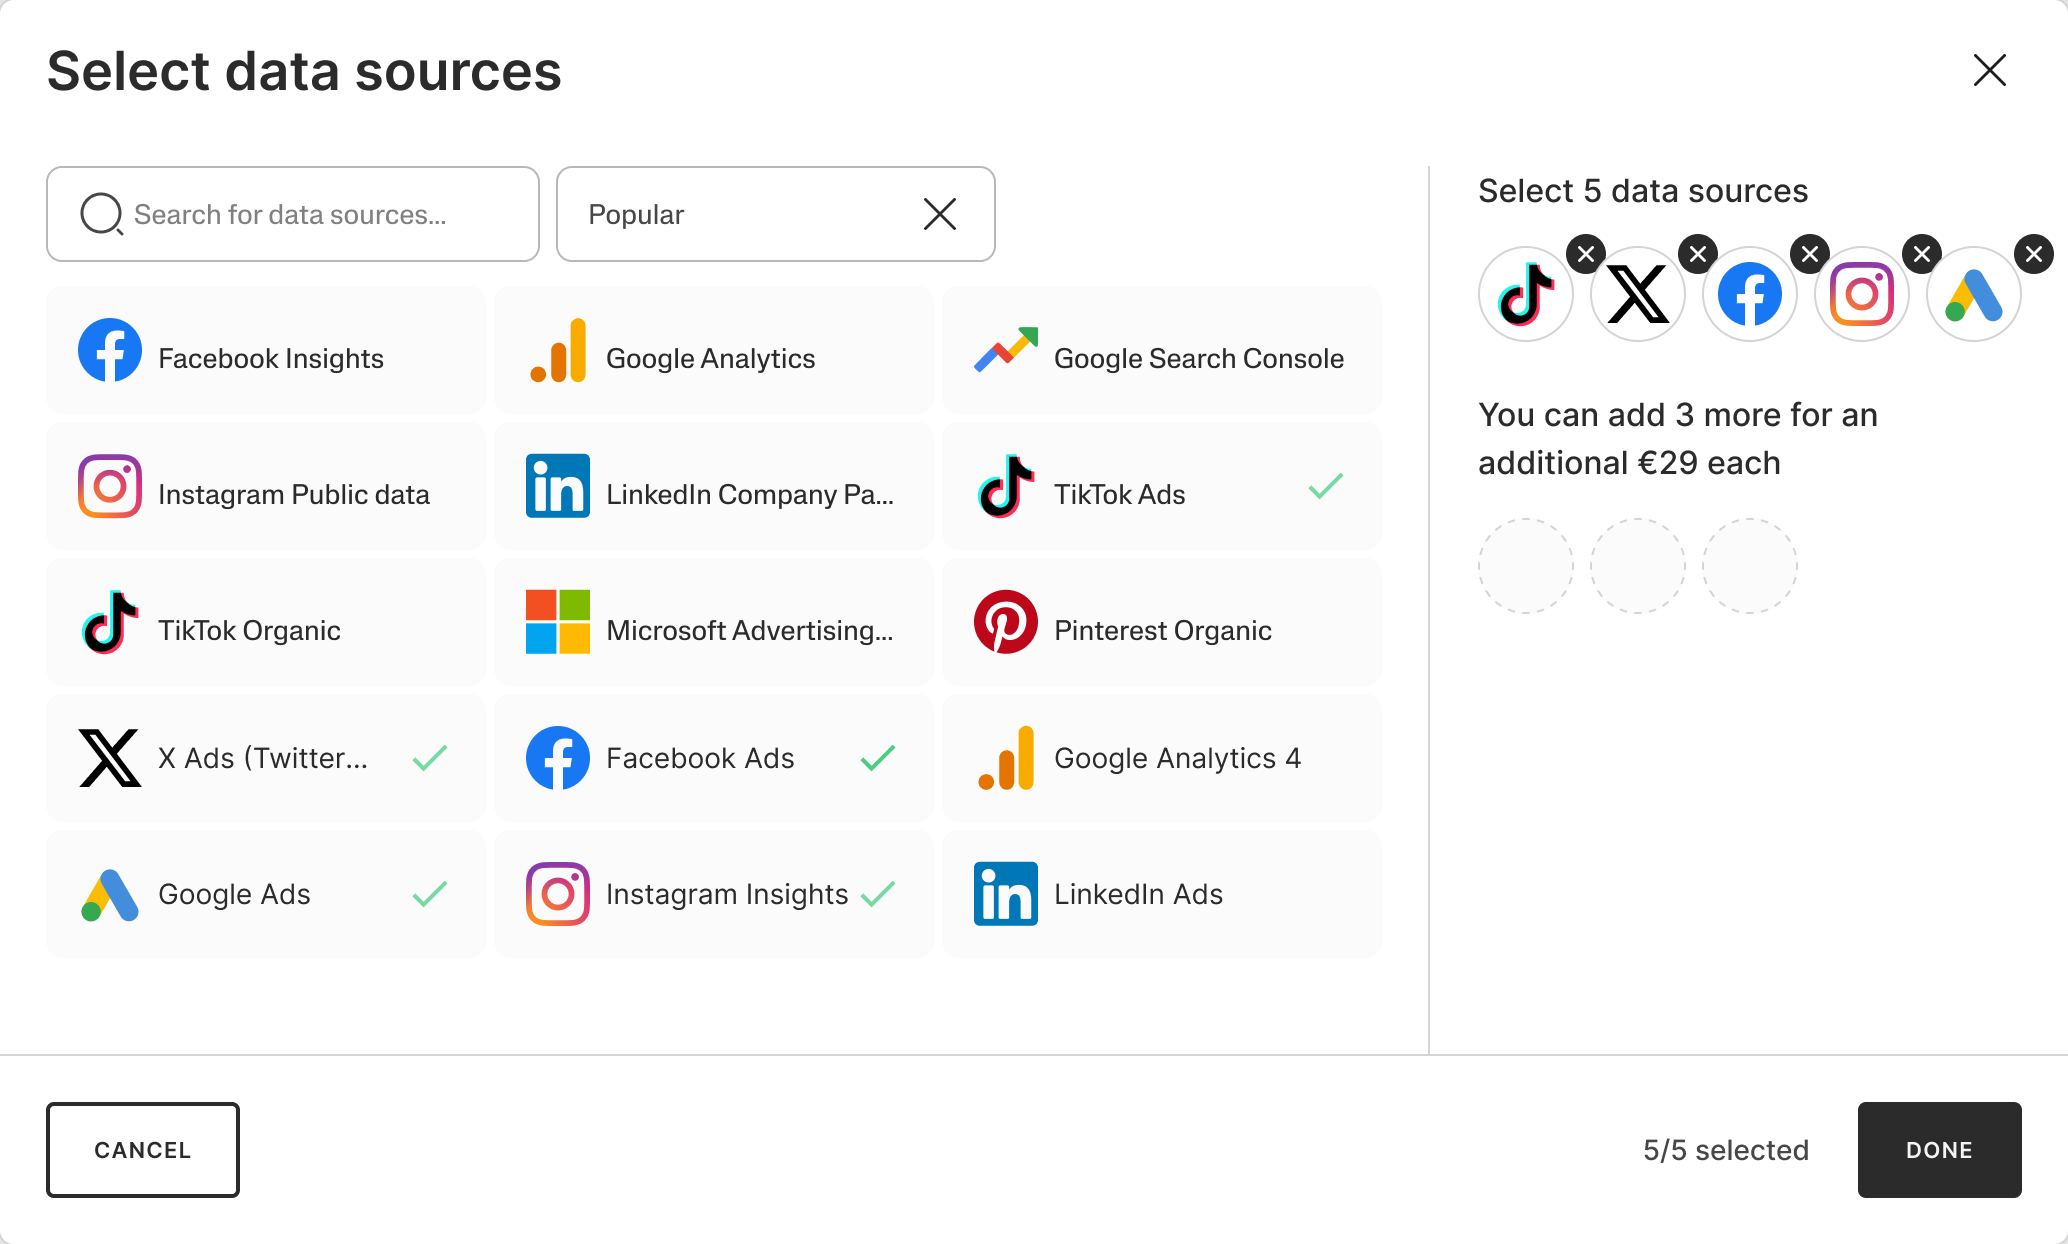 Select data sources
Search for data sources...
Popular
Facebook Insights
Google Analytics
Google Search Console
Instagram Public data
LinkedIn Company Pa...
TikTok Ads
TikTok Organic
Microsoft Advertising...
Pinterest Organic
X Ads (Twitter...
Facebook Ads
Google Analytics 4
Google Ads
Instagram Insights
LinkedIn Ads
Select 5 data sources
You can add 3 more for an
additional €29 each
CANCEL
5/5 selected
DONE